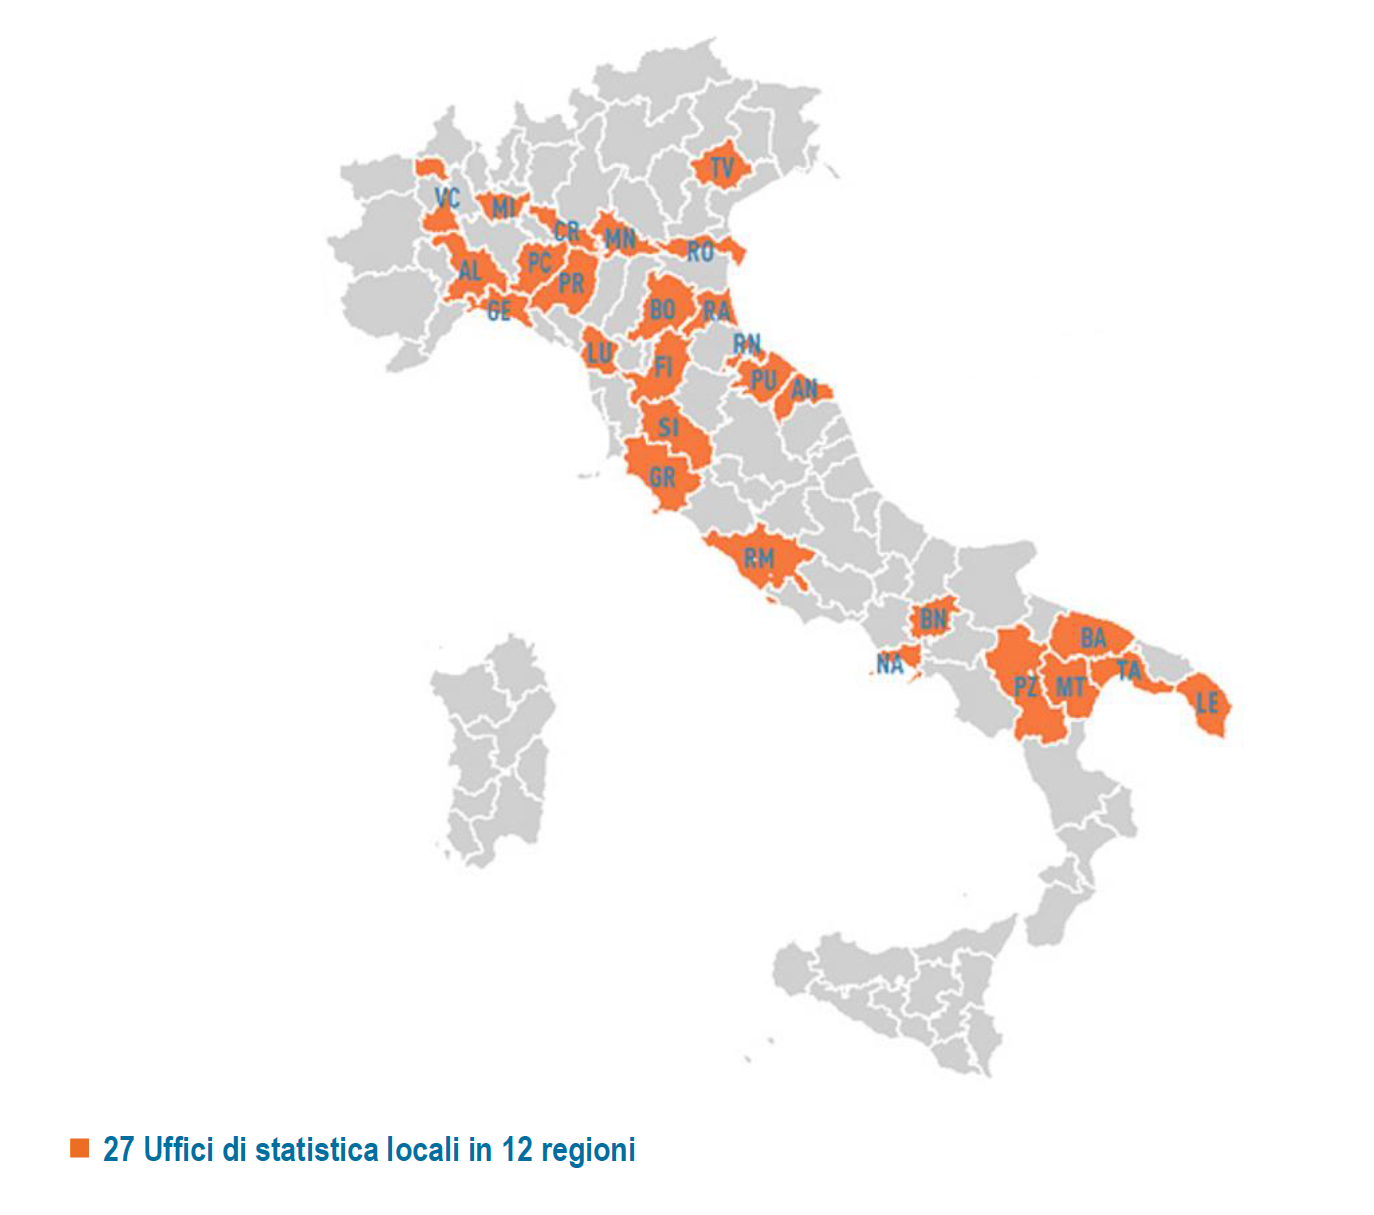 TV
VC
MI
CR
MN
RO
AL
PC
PR
GE
BO
RA
LU
FI
RN
PU
AN
SI
GR
RM
BN
NA
BA
PZ
MT
TA
LE
27 Uffici di statistica locali in 12 regioni